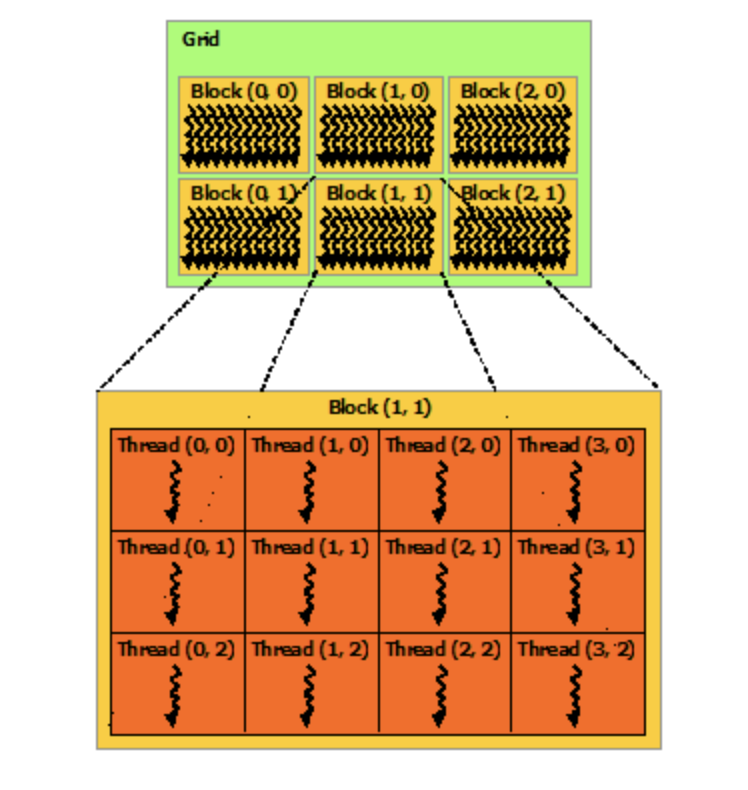 Grid
Block (0, 0) Block (1, 0) Block (2, 0)
Block (0, 1) Block (1, 1) Block (2, 1)
Block (1, 1)
Thread (0, 0) Thread (1, 0) Thread (2, 0) Thread (3, 0)
Thread (0, 1) Thread (1, 1) Thread (2, 1) Thread (3, 1)
Thread (0, 2) Thread (1, 2) Thread (2, 2) Thread (3, 2)